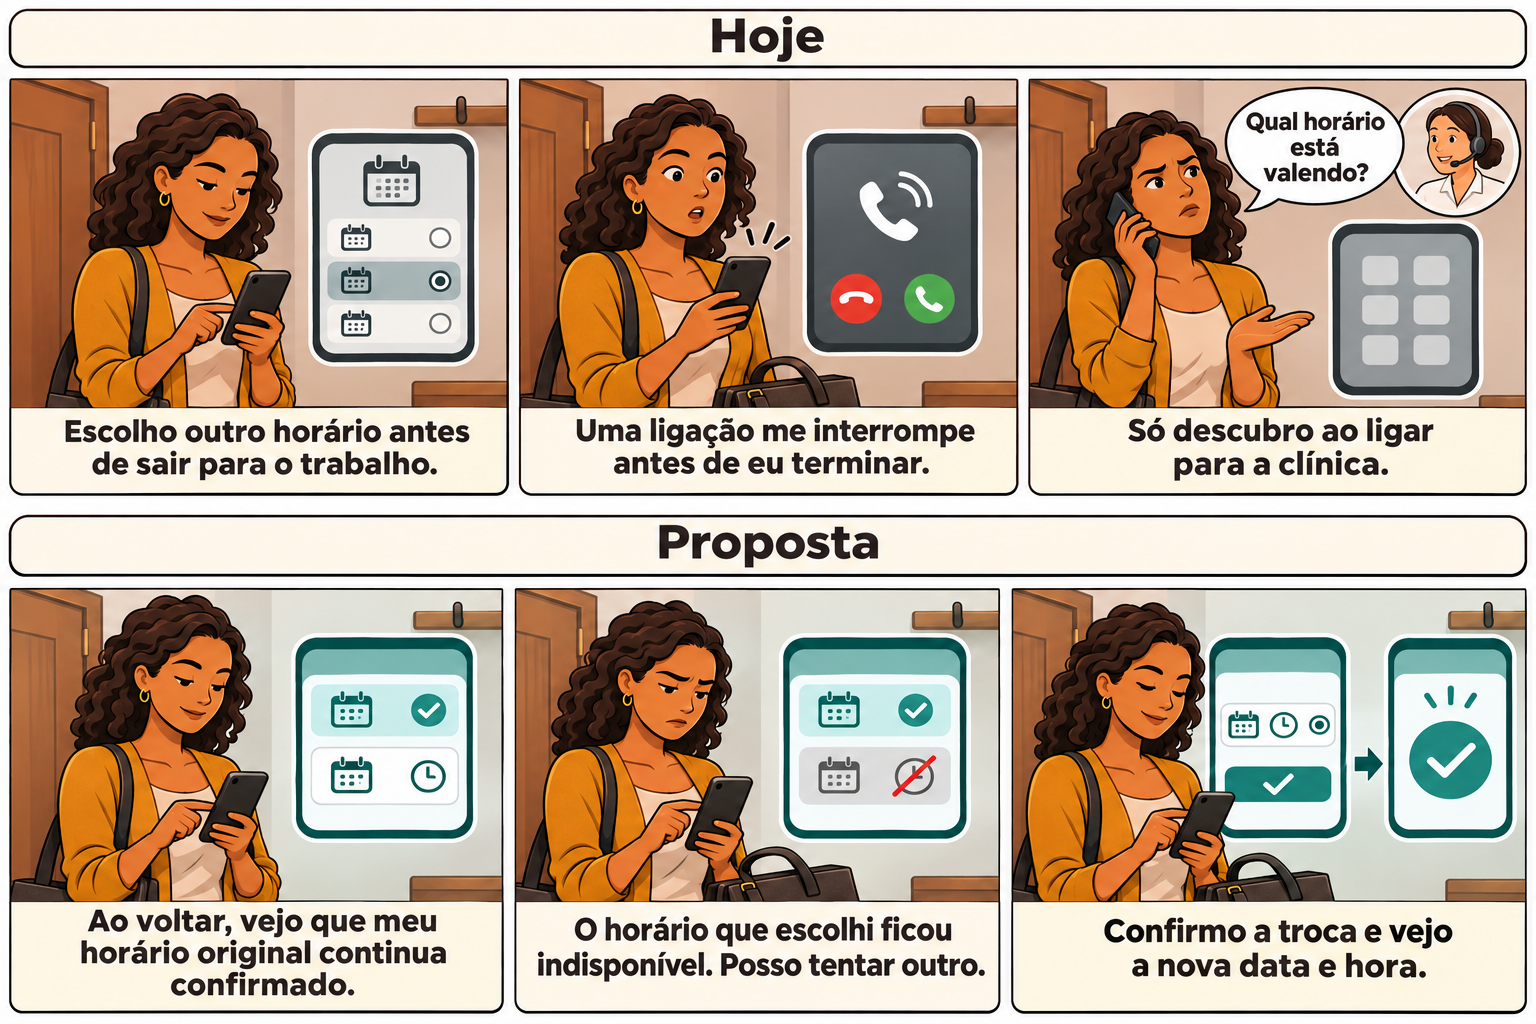 Hoje
Qual horário
está
valendo?
Escolho outro horário antes
de sair para o trabalho.
Uma ligação me interrompe
antes de eu terminar.
Só descubro ao ligar
para a clínica.
Proposta
Ao voltar, vejo que meu
horário original continua
confirmado.
O horário que escolhi ficou
indisponível. Posso tentar outro.
Confirmo a troca e vejo
a nova data e hora.